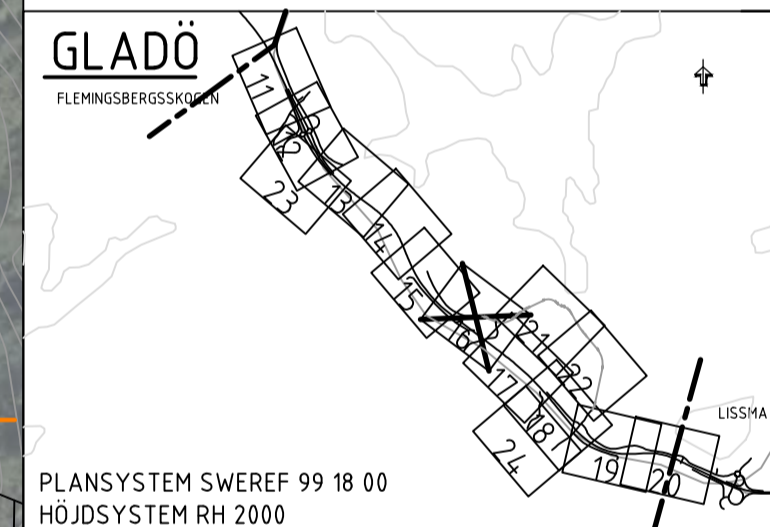 GLADÖ
FLEMINGSBERGSSKOGEN
11
12
23
13
14
15
16
21
17
22
18
24
19
20
LISSMA
PLANSYSTEM SWEREF 99 18 00
HÖJDSYSTEM RH 2000